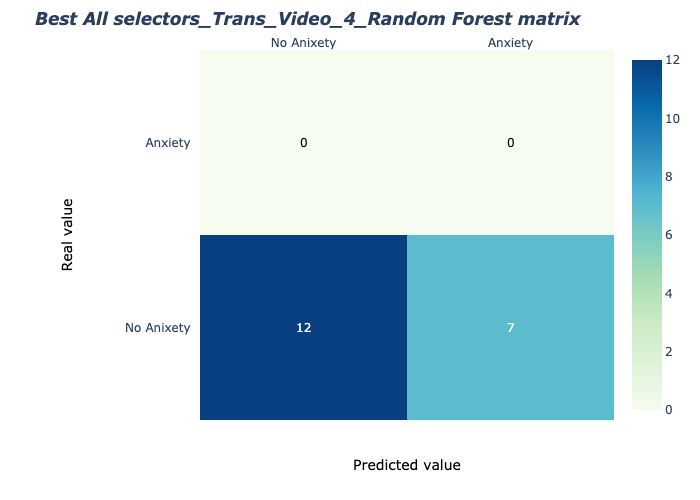 Best All selectors_Trans_Video_4_Random Forest matrix
No Anixety
Anxiety
Anxiety
0
0
No Anixety
12
7
Real value
Predicted value
12
10
8
6
4
2
0